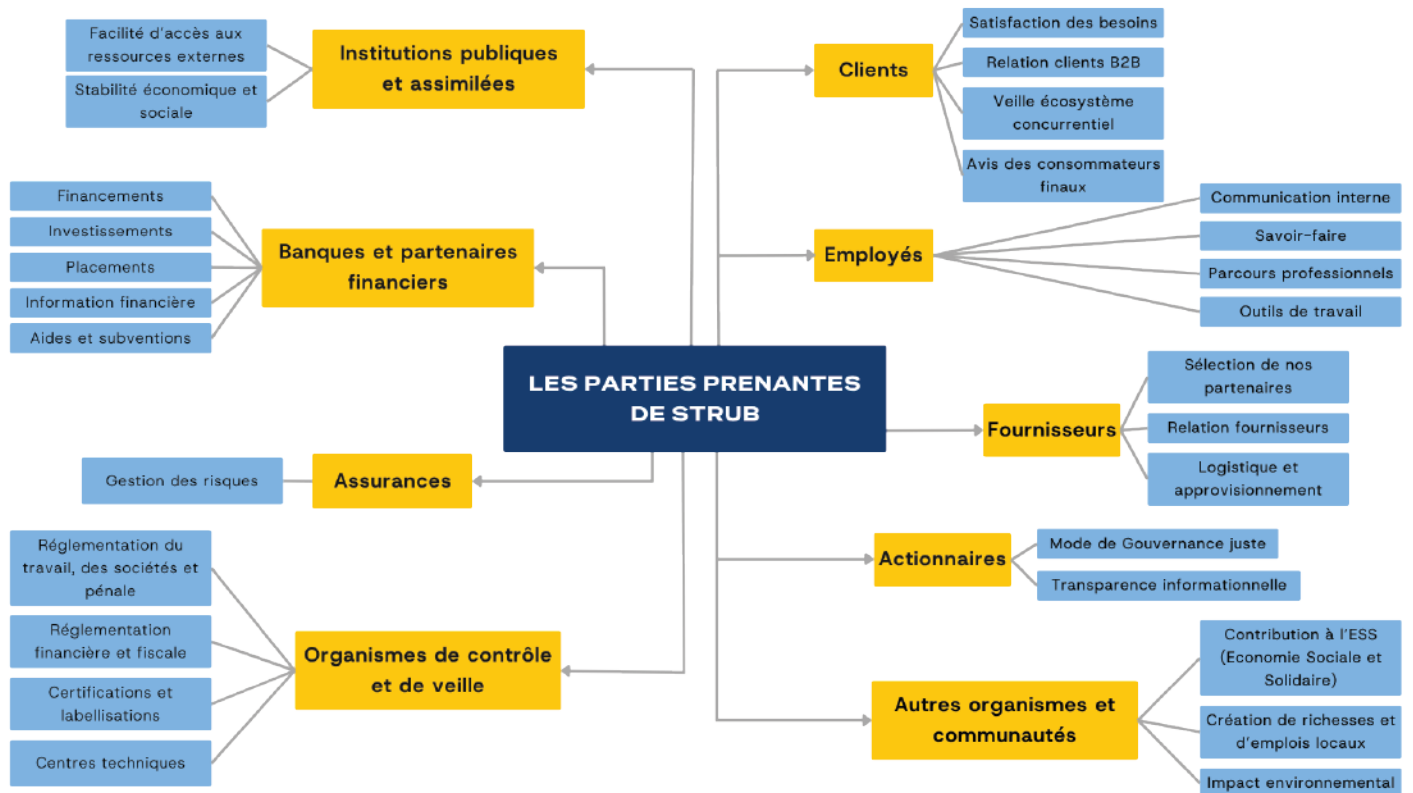 LES PARTIES PRENANTES
DE STRUB
Institutions publiques
et assimilées
Facilité d'accès aux
ressources externes
Stabilité économique et
sociale
Banques et partenaires
financiers
Financements
Investissements
Placements
Information financière
Aides et subventions
Assurances
Gestion des risques
Organismes de contrôle
et de veille
Réglementation du
travail, des sociétés et
pénale
Réglementation
financière et fiscale
Certifications et
labellisations
Centres techniques
Clients
Satisfaction des besoins
Relation clients B2B
Veille écosystème
concurrentiel
Avis des consommateurs
finaux
Employés
Communication interne
Savoir-faire
Parcours professionnels
Outils de travail
Fournisseurs
Sélection de nos
partenaires
Relation fournisseurs
Logistique et
approvisionnement
Actionnaires
Mode de Gouvernance juste
Transparence informationnelle
Autres organismes et
communautés
Contribution à l'ESS
(Economie Sociale et
Solidaire)
Création de richesses et
d'emplois locaux
Impact environnemental